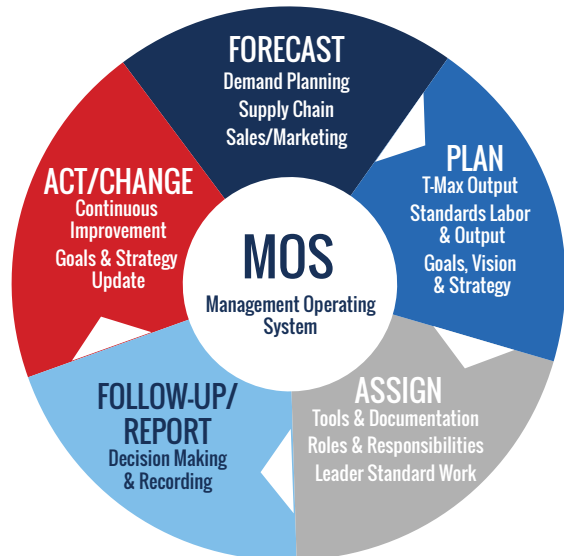 FORECAST
Demand Planning
Supply Chain
Sales/Marketing
PLAN
T-Max Output
Standards Labor
& Output
Goals, Vision
& Strategy
ASSIGN
Tools & Documentation
Roles & Responsibilities
Leader Standard Work
FOLLOW-UP/
REPORT
Decision Making
& Recording
ACT/CHANGE
Continuous
Improvement
Goals & Strategy
Update
MOS
Management Operating
System